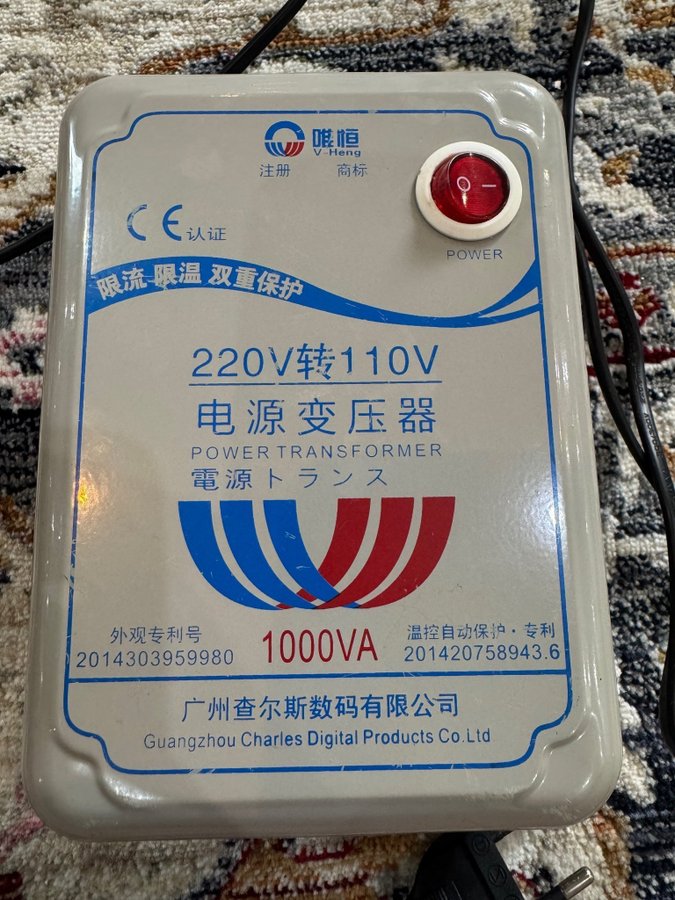 唯恒
V-Heng
注册 商标
CE 认证
POWER
限流 限温 双重保护
220V转110V
电源变压器
POWER TRANSFORMER
電源トランス
外观专利号
2014303959980
1000VA
温控自动保护·专利
201420758943.6
广州查尔斯数码有限公司
Guangzhou Charles Digital Products Co.Ltd